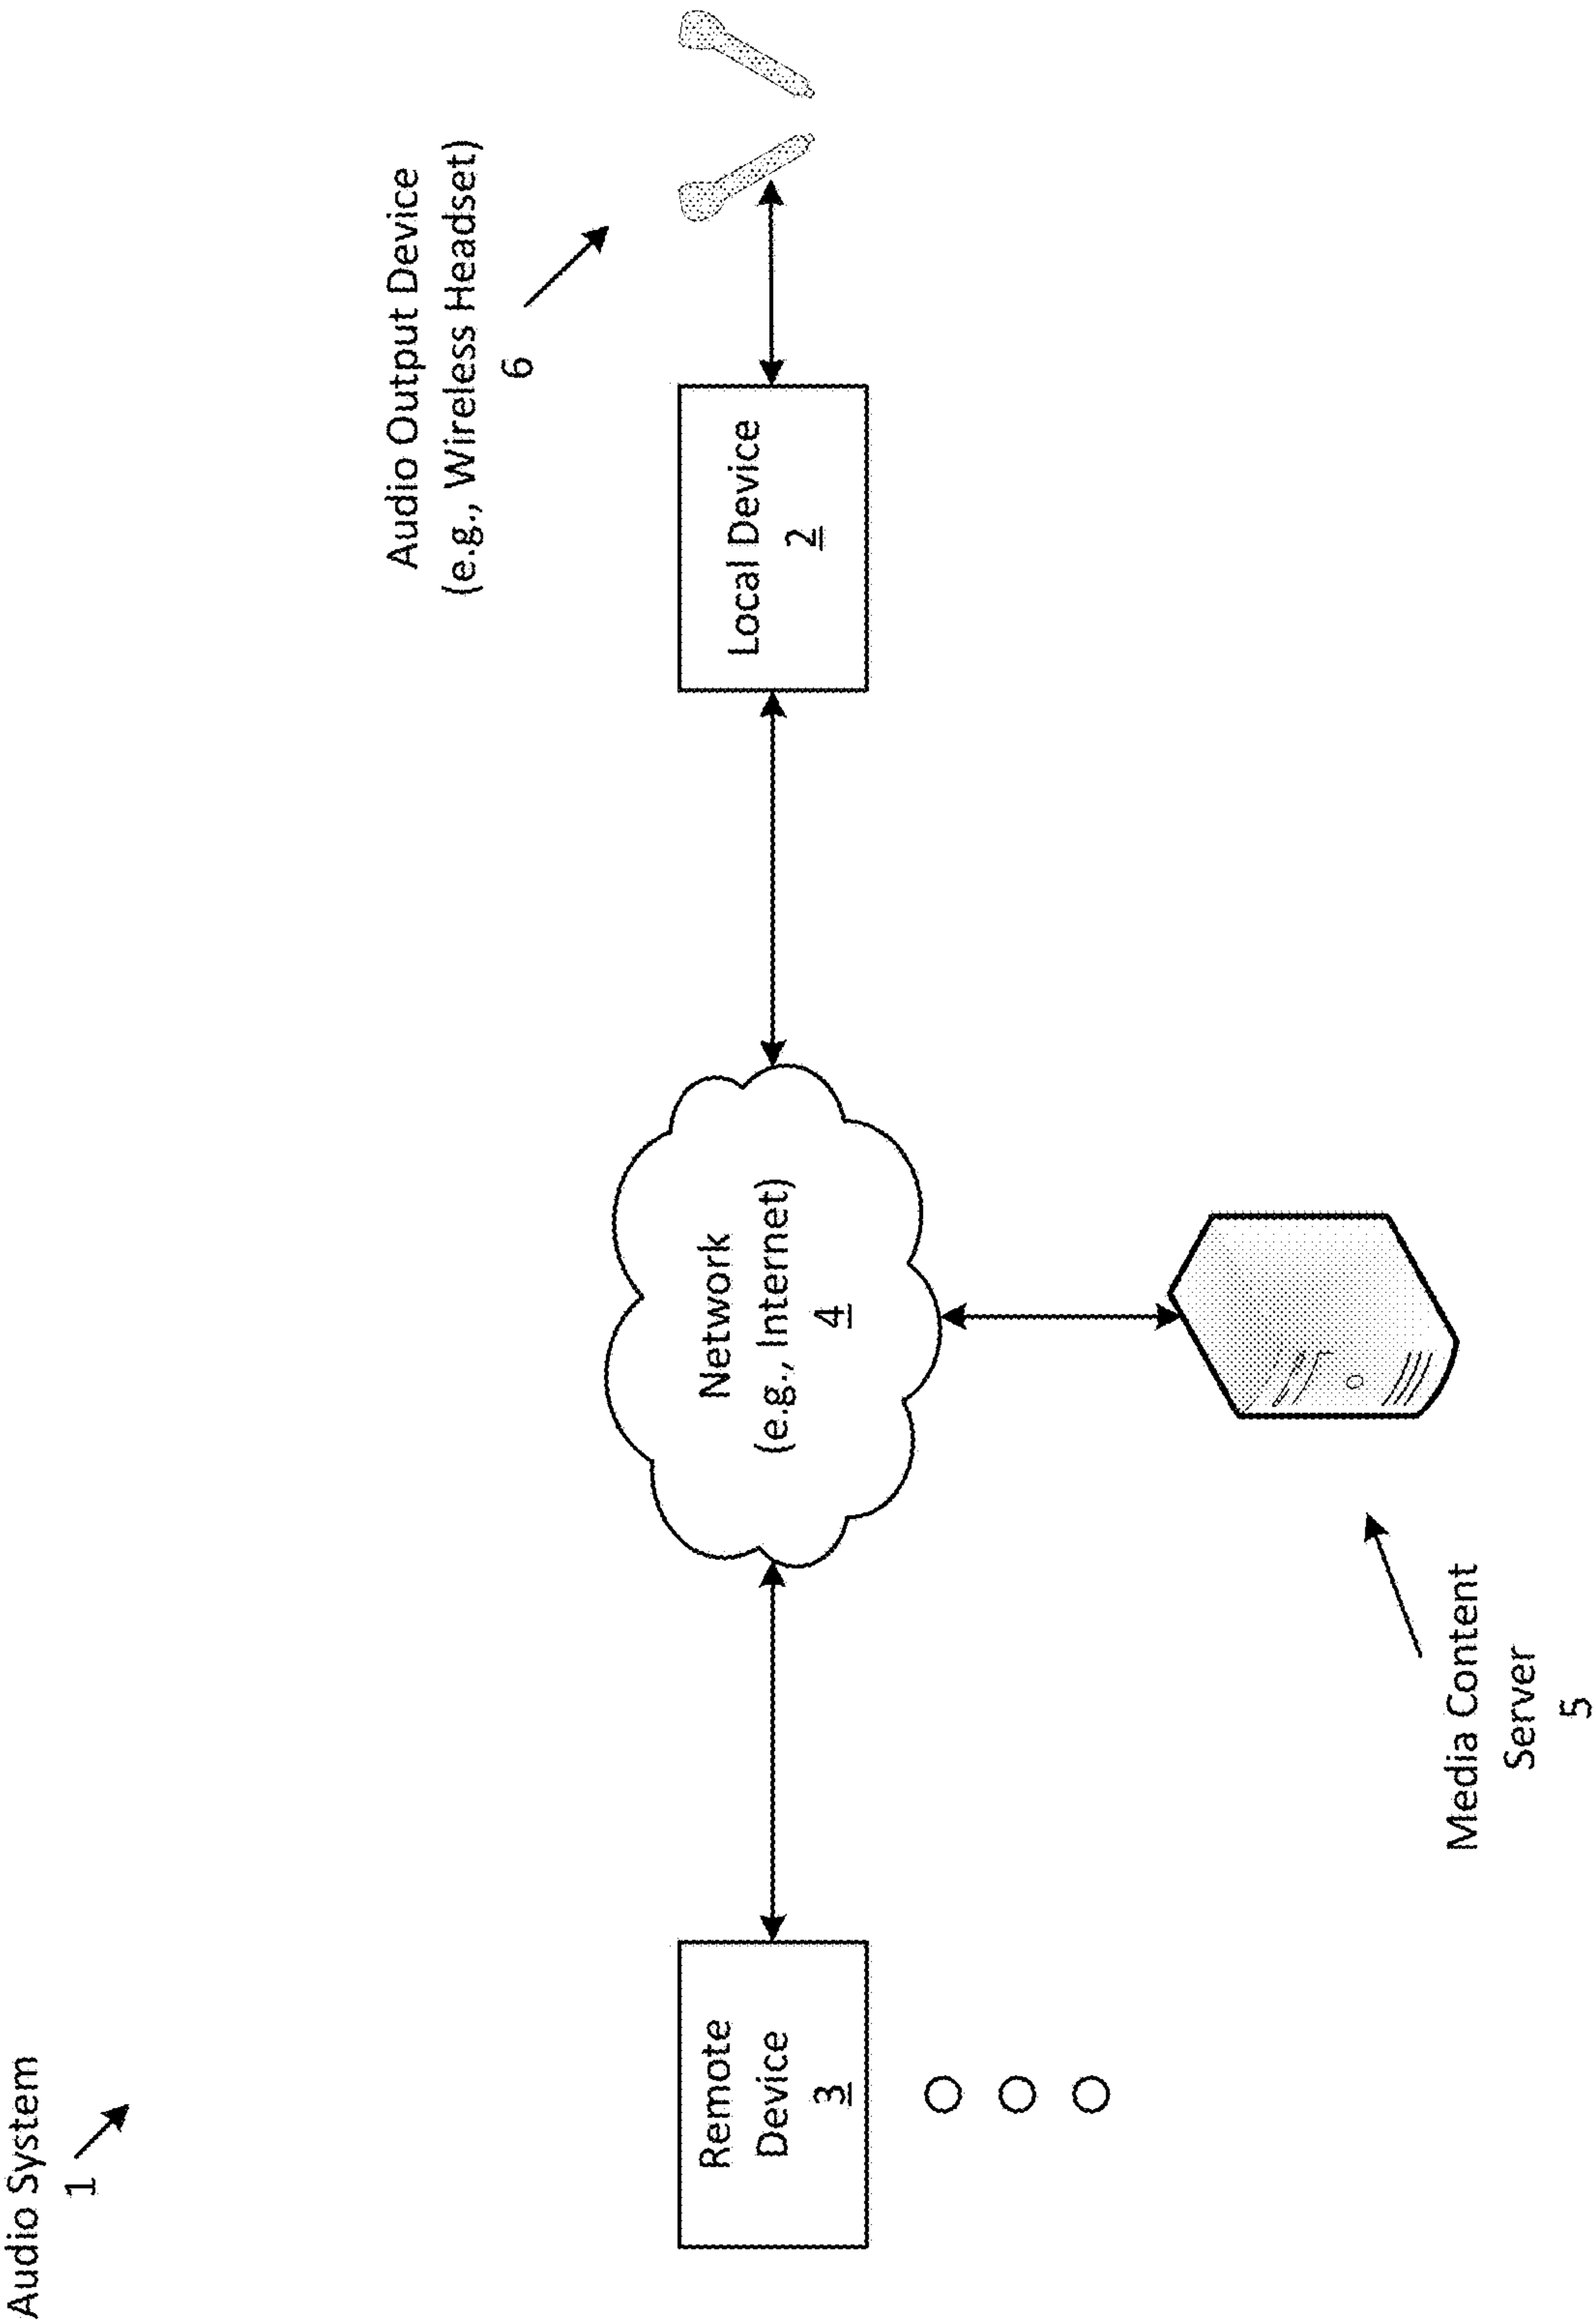 Audio System
1
Audio Output Device
(e.g., Wireless Headset)
6
Remote
Device
3
Network
(e.g., Internet)
4
Local Device
2
Media Content
Server
5